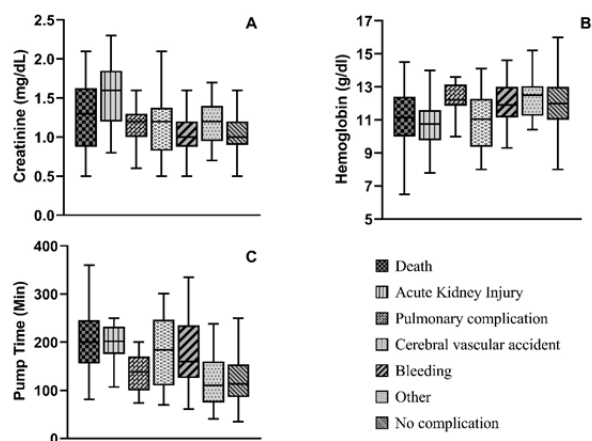 A
Creatinine (mg/dL)
2.5
2.0
1.5
1.0
0.5
0.0
B
Hemoglobin (g/dl)
17
15
13
11
9
7
5
C
Pump Time (Min)
400
300
200
100
0
Death
Acute Kidney Injury
Pulmonary complication
Cerebral vascular accident
Bleeding
Other
No complication